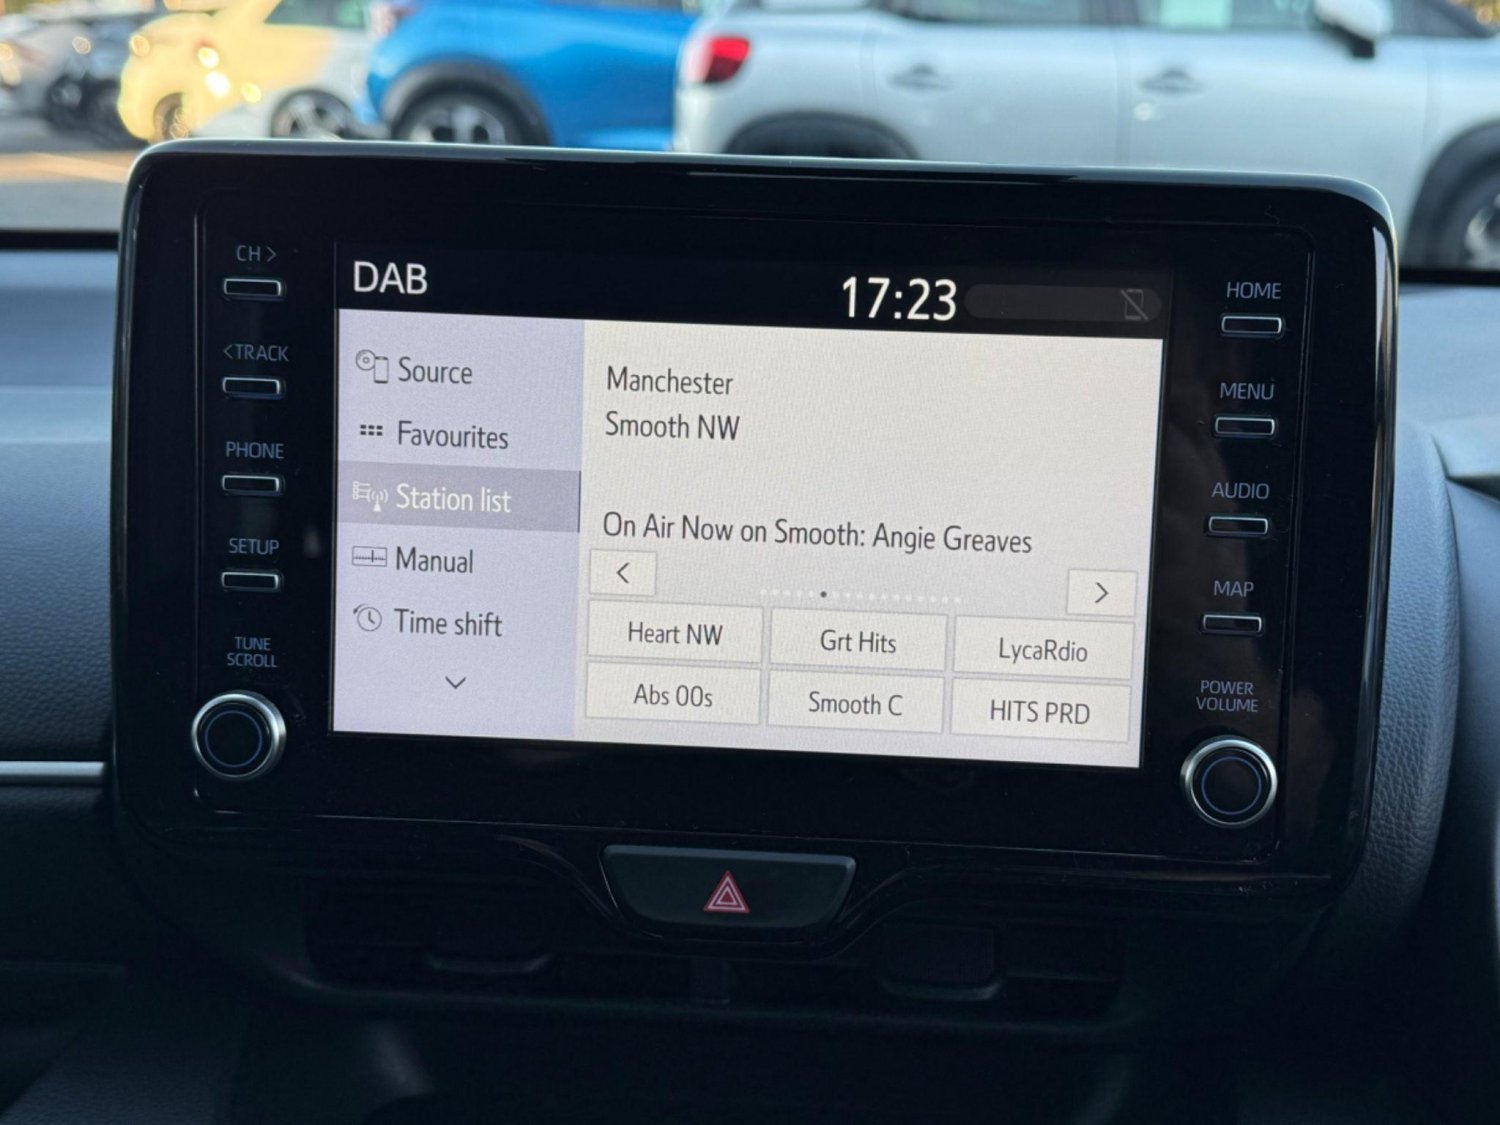 CH >
<TRACK
PHONE
SETUP
TUNE
SCROLL
DAB
17:23
Source
Favourites
Station list
Manual
Time shift
Manchester
Smooth NW
On Air Now on Smooth: Angie Greaves
<
>
Heart NW
Grt Hits
LycaRdio
Abs 00s
Smooth C
HITS PRD
HOME
MENU
AUDIO
MAP
POWER
VOLUME